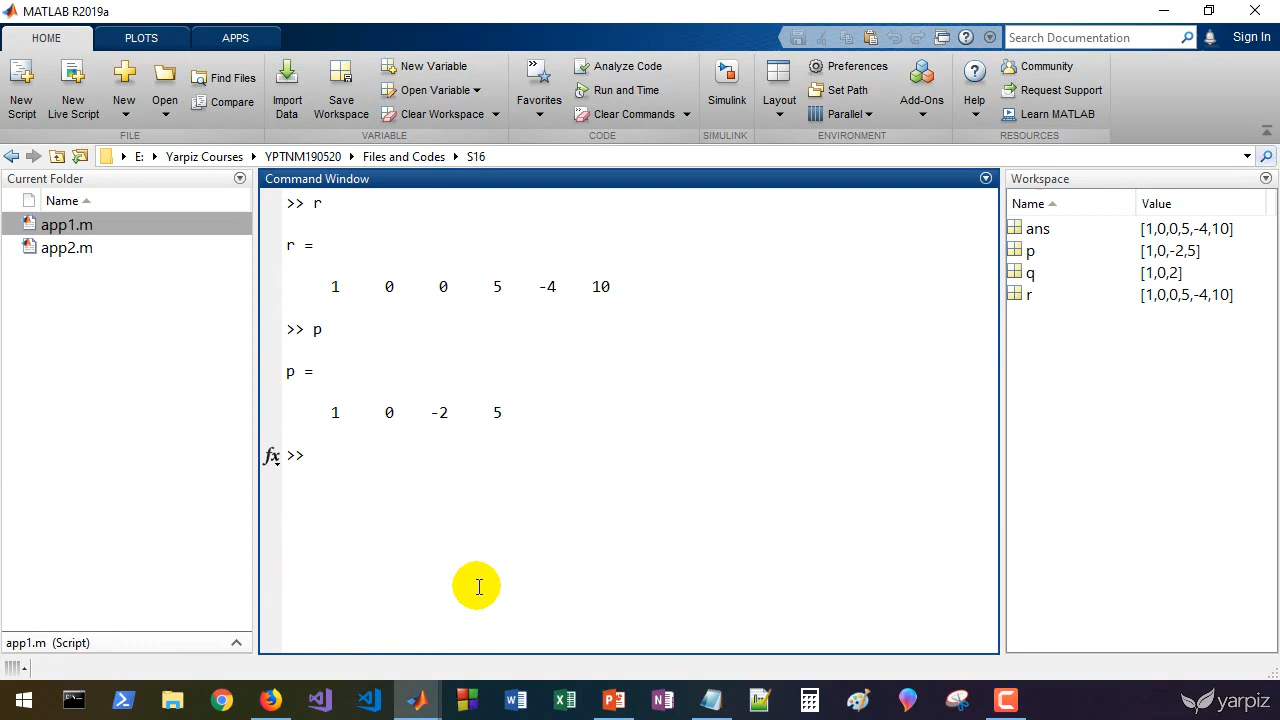 MATLAB R2019a
HOME PLOTS APPS
Search Documentation Sign In
New Script New Live Script New Open Find Files Compare Import Data Save Workspace New Variable Open Variable Clear Workspace Favorites Analyze Code Run and Time Clear Commands Simulink Layout Preferences Set Path Parallel Add-Ons Help Community Request Support Learn MATLAB
FILE VARIABLE CODE SIMULINK ENVIRONMENT RESOURCES
E: Yarpiz Courses YPTNM190520 Files and Codes S16
Current Folder
Name
app1.m
app2.m
app1.m (Script)
Command Window
>> r
r =
1 0 0 5 -4 10
>> p
p =
1 0 -2 5
fx >>
Workspace
Name Value
ans [1,0,0,5,-4,10]
p [1,0,-2,5]
q [1,0,2]
r [1,0,0,5,-4,10]
yarpiz